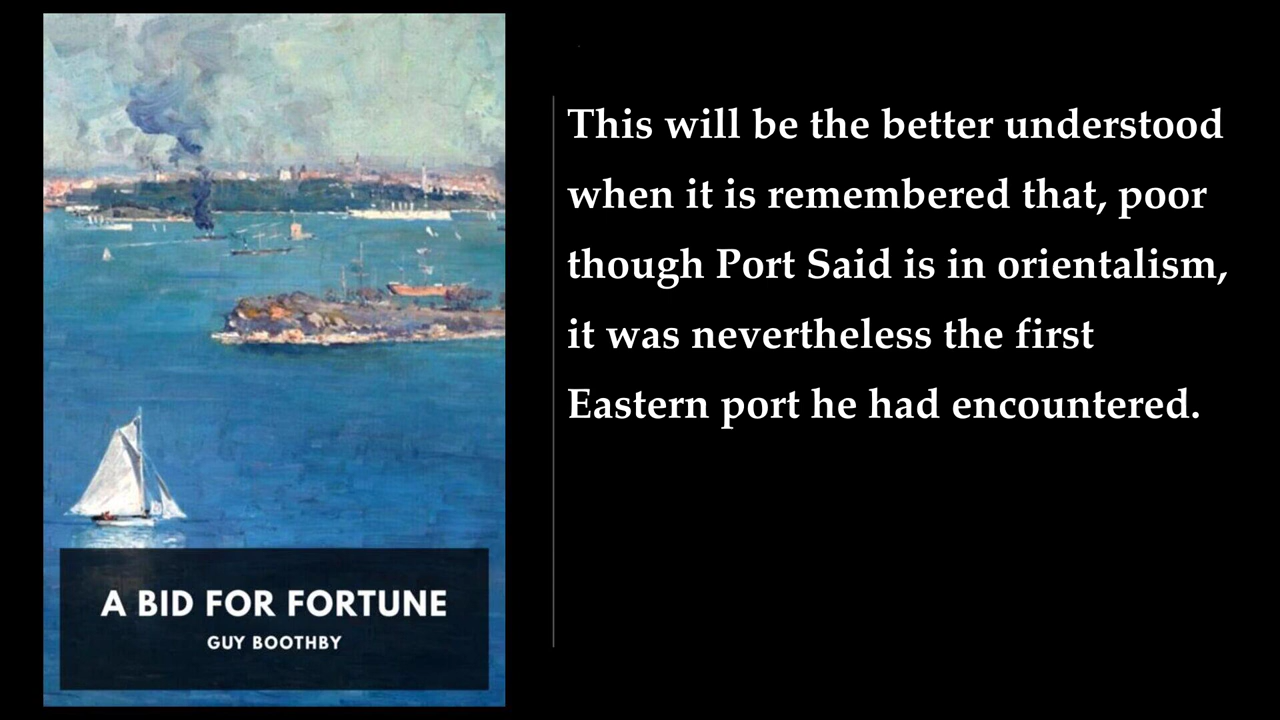 This will be the better understood
when it is remembered that, poor
though Port Said is in orientalism,
it was nevertheless the first
Eastern port he had encountered.
A BID FOR FORTUNE
GUY BOOTHBY